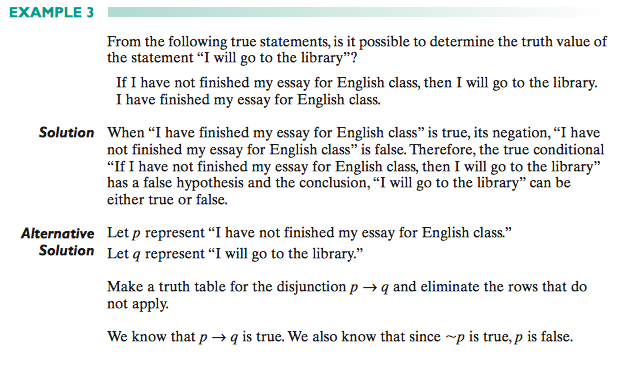 EXAMPLE 3
From the following true statements, is it possible to determine the truth value of
the statement “I will go to the library”?
If I have not finished my essay for English class, then I will go to the library.
I have finished my essay for English class.
Solution When “I have finished my essay for English class” is true, its negation, “I have
not finished my essay for English class” is false. Therefore, the true conditional
“If I have not finished my essay for English class, then I will go to the library”
has a false hypothesis and the conclusion, “I will go to the library” can be
either true or false.
Alternative Let p represent “I have not finished my essay for English class.”
Solution Let q represent “I will go to the library.”
Make a truth table for the disjunction p → q and eliminate the rows that do
not apply.
We know that p → q is true. We also know that since ~p is true, p is false.